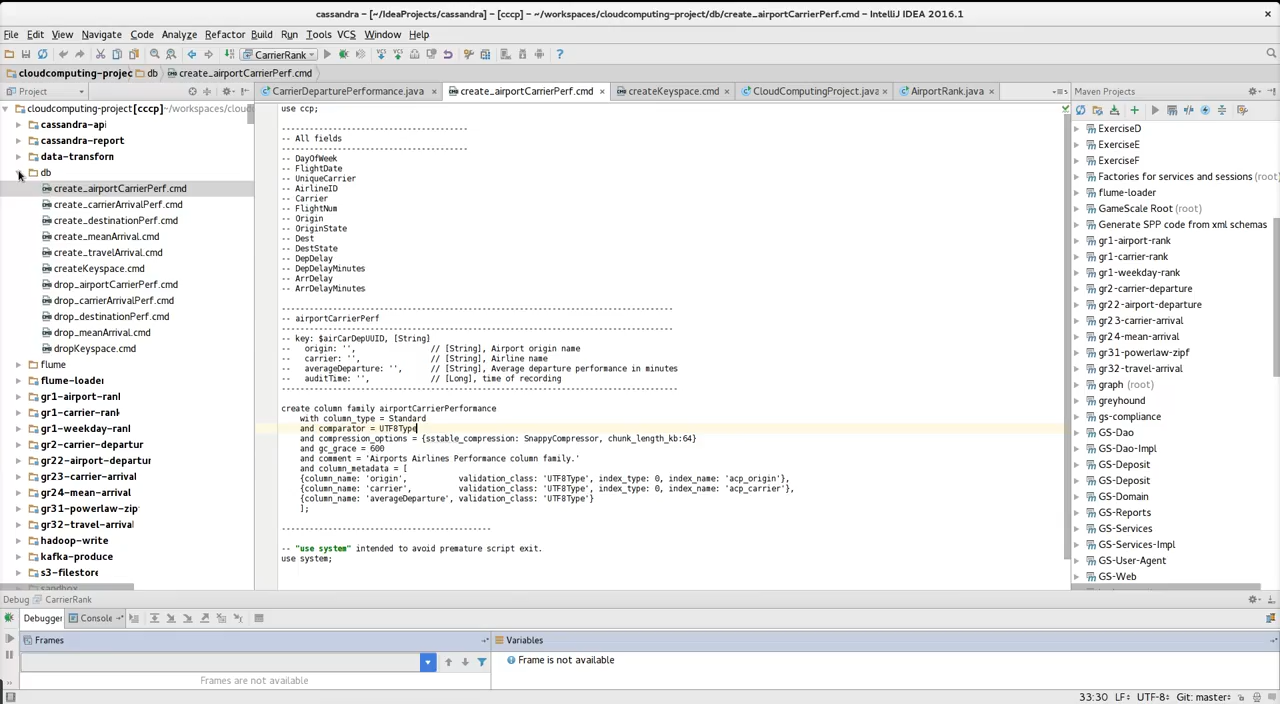 cassandra – [~/IdeaProjects/cassandra] – [cccp] – ~/workspaces/cloudcomputing-project/db/create_airportCarrierPerf.cmd – IntelliJ IDEA 2016.1
File Edit View Navigate Code Analyze Refactor Build Run Tools VCS Window Help
CarrierRank
cloudcomputing-projec db create_airportCarrierPerf.cmd
Project
CarrierDeparturePerformance.java create_airportCarrierPerf.cmd createKeyspace.cmd CloudComputingProject.java AirportRank.java
Maven Projects
cloudcomputing-project [cccp] ~/workspaces/cloud
cassandra-api
cassandra-report
data-transform
db
create_airportCarrierPerf.cmd
create_carrierArrivalPerf.cmd
create_destinationPerf.cmd
create_meanArrival.cmd
create_travelArrival.cmd
createKeyspace.cmd
drop_airportCarrierPerf.cmd
drop_carrierArrivalPerf.cmd
drop_destinationPerf.cmd
drop_meanArrival.cmd
dropKeyspace.cmd
flume
flume-loader
gr1-airport-rank
gr1-carrier-rank
gr1-weekday-rank
gr2-carrier-departur
gr22-airport-departur
gr23-carrier-arrival
gr24-mean-arrival
gr31-powerlaw-zip
gr32-travel-arrival
hadoop-write
kafka-produce
s3-filestore
sandbox
use ccp;
-----------------------------------
-- All fields
-----------------------------------
-- DayOfWeek
-- FlightDate
-- UniqueCarrier
-- AirlineID
-- Carrier
-- FlightNum
-- Origin
-- OriginState
-- Dest
-- DestState
-- DepDelay
-- DepDelayMinutes
-- ArrDelay
-- ArrDelayMinutes
--------------------------------------------------------------------------
-- airportCarrierPerf
--------------------------------------------------------------------------
-- key: $airCarDepUUID, [String]
-- origin: '', // [String], Airport origin name
-- carrier: '', // [String], Airline name
-- averageDeparture: '', // [String], Average departure performance in minutes
-- auditTime: '', // [Long], time of recording
---------------------------------------------------------------------------
create column family airportCarrierPerformance
with column_type = Standard
and comparator = UTF8Type
and compression_options = {sstable_compression: SnappyCompressor, chunk_length_kb:64}
and gc_grace = 600
and comment = 'Airports Airlines Performance column family.'
and column_metadata = [
{column_name: 'origin', validation_class: 'UTF8Type', index_type: 0, index_name: 'acp_origin'},
{column_name: 'carrier', validation_class: 'UTF8Type', index_type: 0, index_name: 'acp_carrier'},
{column_name: 'averageDeparture', validation_class: 'UTF8Type'}
];
----------------------------------------
-- "use system" intended to avoid premature script exit.
use system;
ExerciseD
ExerciseE
ExerciseF
Factories for services and sessions (root)
flume-loader
GameScale Root (root)
Generate SPP code from xml schemas
gr1-airport-rank
gr1-carrier-rank
gr1-weekday-rank
gr2-carrier-departure
gr22-airport-departure
gr23-carrier-arrival
gr24-mean-arrival
gr31-powerlaw-zipf
gr32-travel-arrival
graph (root)
greyhound
gs-compliance
GS-Dao
GS-Dao-Impl
GS-Deposit
GS-Deposit
GS-Domain
GS-Reports
GS-Services
GS-Services-Impl
GS-User-Agent
GS-Web
Debug CarrierRank
Debugger Console
Frames
Variables
Frame is not available
Frames are not available
33:30 LF UTF-8 Git: master